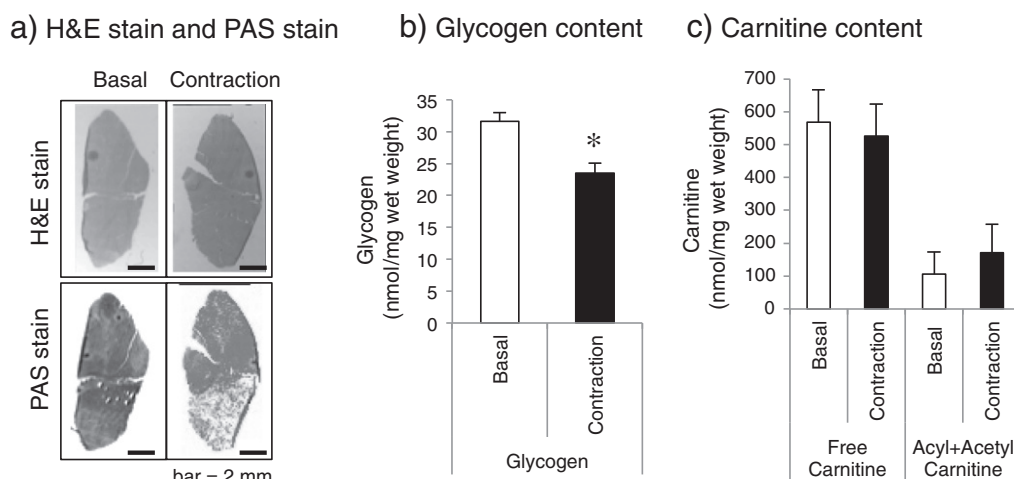 a) H&E stain and PAS stain
Basal Contraction
H&E stain
PAS stain
bar = 2 mm
b) Glycogen content
Glycogen
(nmol/mg wet weight)
35
30
25
20
15
10
5
0
*
Basal
Contraction
Glycogen
c) Carnitine content
Carnitine
(nmol/mg wet weight)
700
600
500
400
300
200
100
0
Basal
Contraction
Basal
Contraction
Free
Carnitine
Acyl+Acetyl
Carnitine